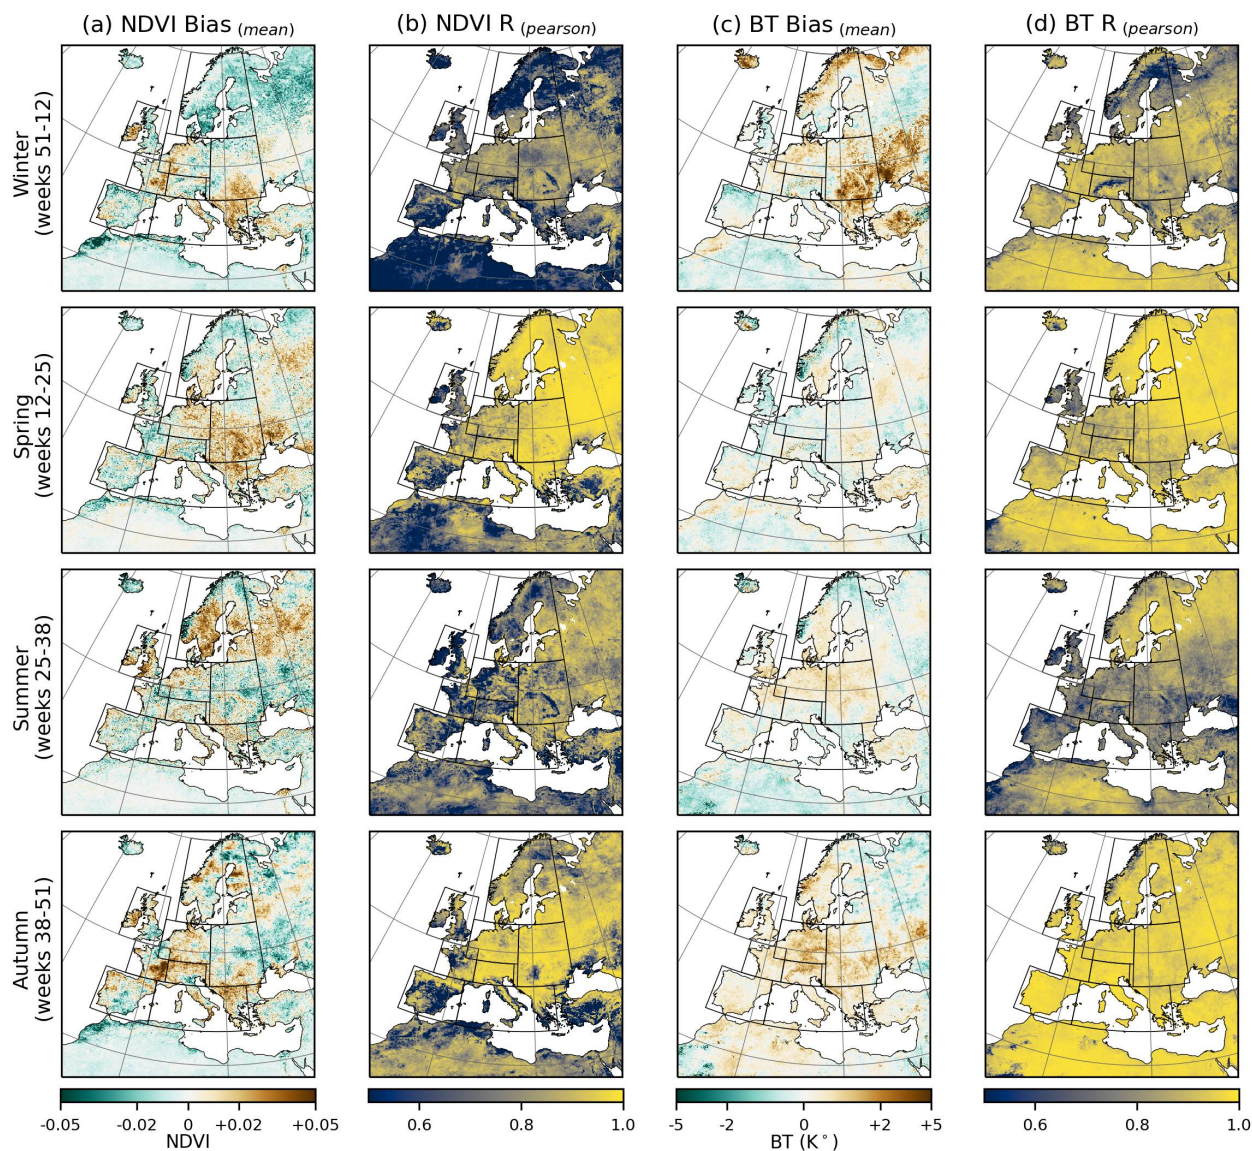 (a) NDVI Bias (mean)
(b) NDVI R (pearson)
(c) BT Bias (mean)
(d) BT R (pearson)
Winter
(weeks 51-12)
Spring
(weeks 12-25)
Summer
(weeks 25-38)
Autumn
(weeks 38-51)
-0.05 -0.02 0 +0.02 +0.05
NDVI
0.6 0.8 1.0
-5 -2 0 +2 +5
BT (K°)
0.6 0.8 1.0